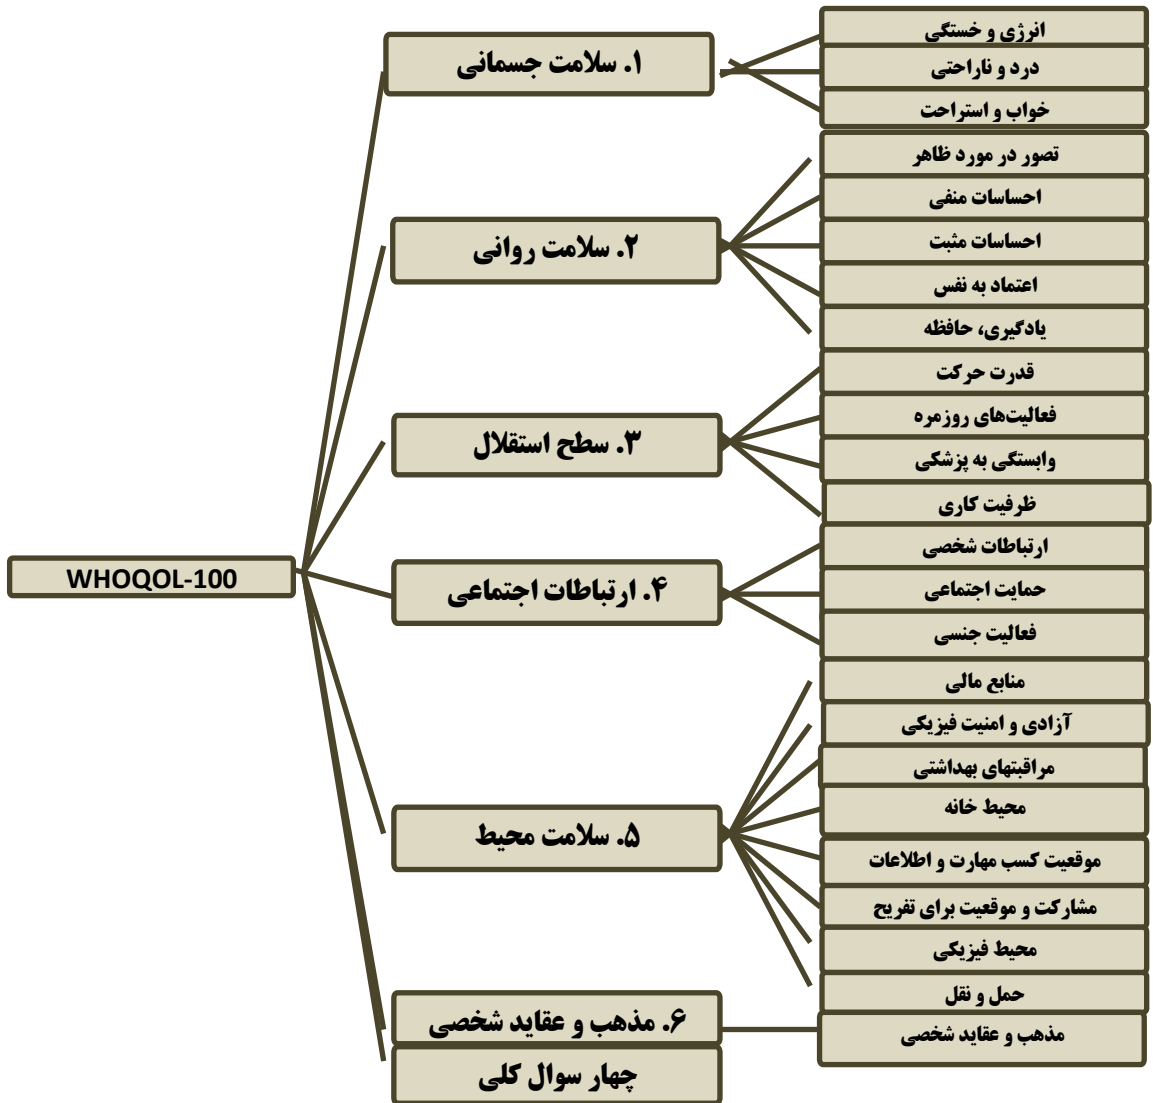 WHOQOL-100
۱. سلامت جسمانی
انرژی و خستگی
درد و ناراحتی
خواب و استراحت
۲. سلامت روانی
تصور در مورد ظاهر
احساسات منفی
احساسات مثبت
اعتماد به نفس
یادگیری، حافظه
۳. سطح استقلال
قدرت حرکت
فعالیت‌های روزمره
وابستگی به پزشکی
ظرفیت کاری
۴. ارتباطات اجتماعی
ارتباطات شخصی
حمایت اجتماعی
فعالیت جنسی
۵. سلامت محیط
منابع مالی
آزادی و امنیت فیزیکی
مراقبتهای بهداشتی
محیط خانه
موقعیت کسب مهارت و اطلاعات
مشارکت و موقعیت برای تفریح
محیط فیزیکی
حمل و نقل
۶. مذهب و عقاید شخصی
مذهب و عقاید شخصی
چهار سوال کلی